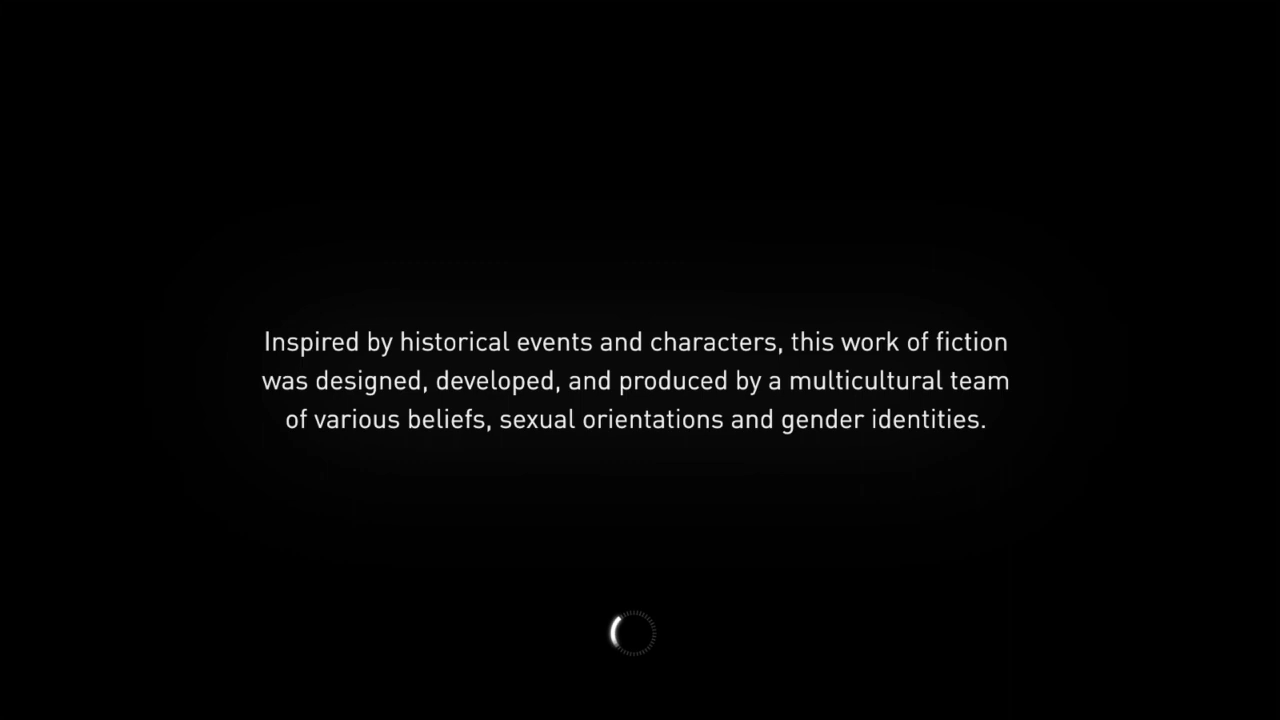 Inspired by historical events and characters, this work of fiction
was designed, developed, and produced by a multicultural team
of various beliefs, sexual orientations and gender identities.